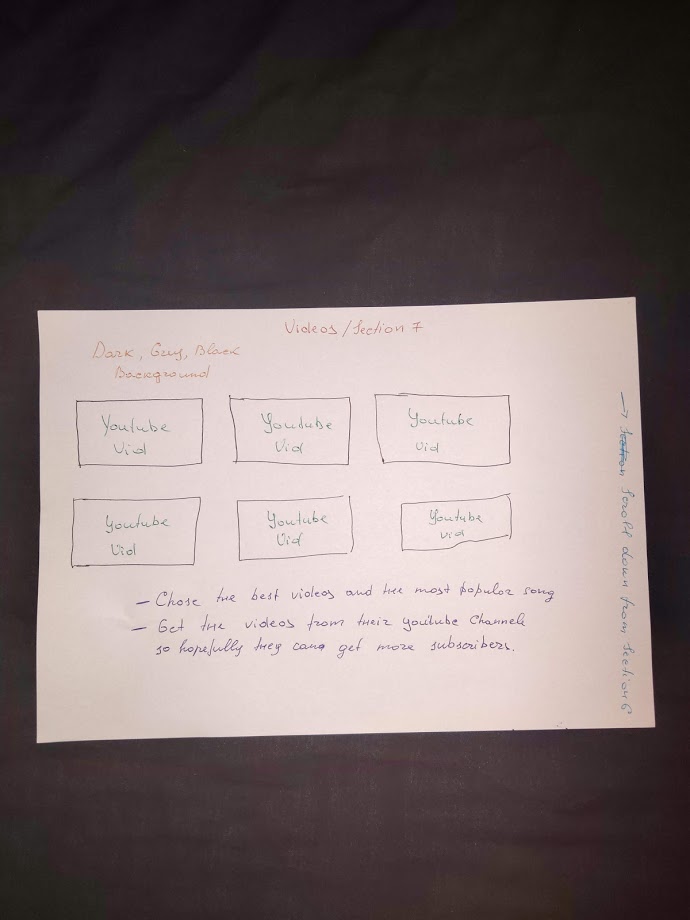 Videos/Section 7
Dark, Grey, Black
Background
Youtube
Vid
Youtube
Vid
Youtube
Vid
Youtube
Vid
Youtube
Vid
Youtube
Vid
– Chose the best videos and the most popular song
– Get the videos from their youtube channel
so hopefully they can get more subscribers.
→ Scroll down from Section 6